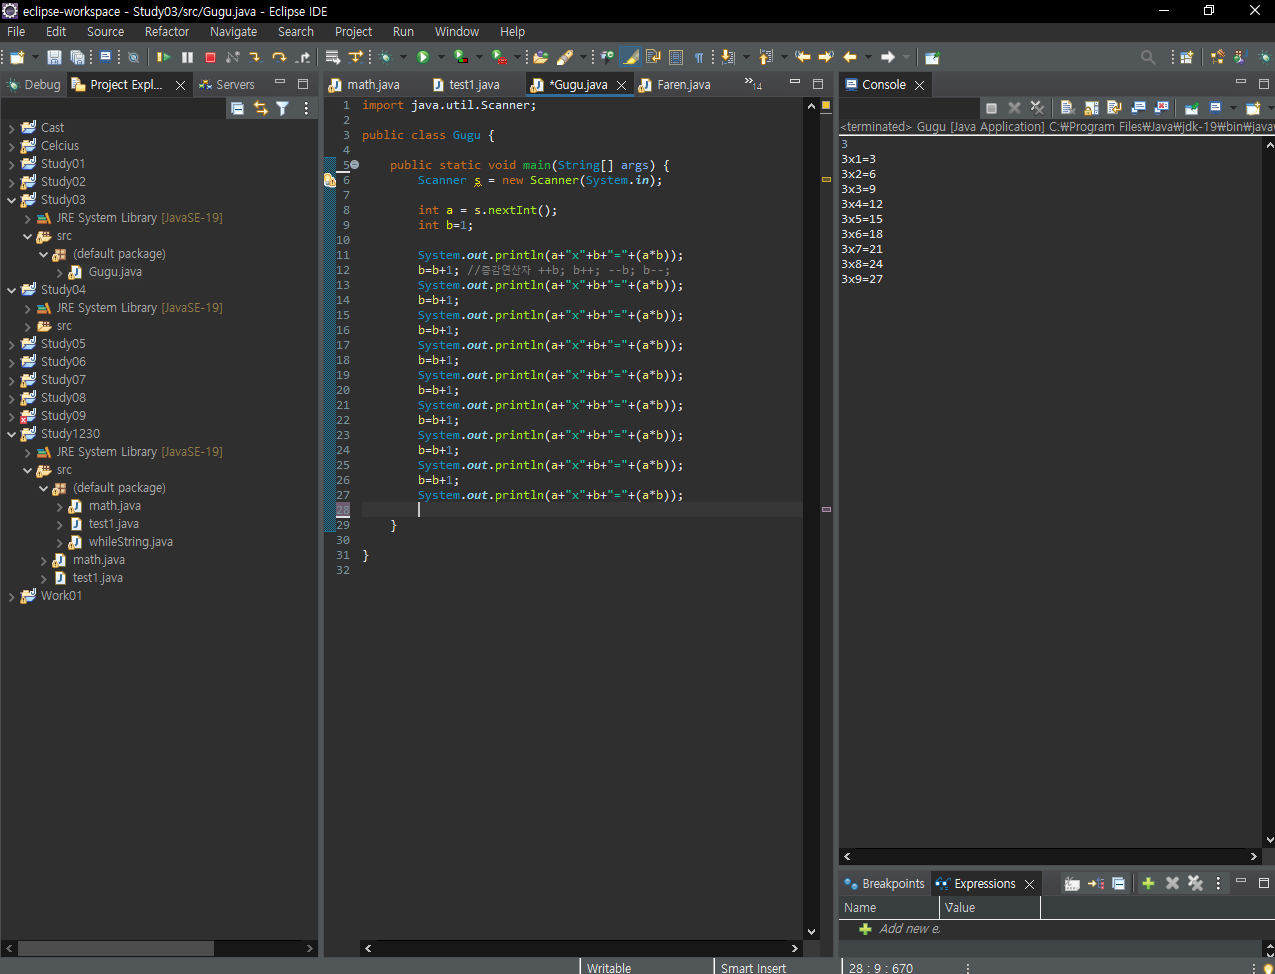 eclipse-workspace - Study03/src/Gugu.java - Eclipse IDE
File Edit Source Refactor Navigate Search Project Run Window Help
Debug Project Expl... Servers
Cast
Celcius
Study01
Study02
Study03
JRE System Library [JavaSE-19]
src
(default package)
Gugu.java
Study04
JRE System Library [JavaSE-19]
src
Study05
Study06
Study07
Study08
Study09
Study1230
JRE System Library [JavaSE-19]
src
(default package)
math.java
test1.java
whileString.java
math.java
test1.java
Work01
math.java test1.java *Gugu.java Faren.java »14
1 import java.util.Scanner;
2
3 public class Gugu {
4
5 public static void main(String[] args) {
6 Scanner s = new Scanner(System.in);
7
8 int a = s.nextInt();
9 int b=1;
10
11 System.out.println(a+"x"+b+"="+(a*b));
12 b=b+1; //증감연산자 ++b; b++; --b; b--;
13 System.out.println(a+"x"+b+"="+(a*b));
14 b=b+1;
15 System.out.println(a+"x"+b+"="+(a*b));
16 b=b+1;
17 System.out.println(a+"x"+b+"="+(a*b));
18 b=b+1;
19 System.out.println(a+"x"+b+"="+(a*b));
20 b=b+1;
21 System.out.println(a+"x"+b+"="+(a*b));
22 b=b+1;
23 System.out.println(a+"x"+b+"="+(a*b));
24 b=b+1;
25 System.out.println(a+"x"+b+"="+(a*b));
26 b=b+1;
27 System.out.println(a+"x"+b+"="+(a*b));
28
29 }
30
31 }
32
Console
<terminated> Gugu [Java Application] C:₩Program Files₩Java₩jdk-19₩bin₩java
3
3x1=3
3x2=6
3x3=9
3x4=12
3x5=15
3x6=18
3x7=21
3x8=24
3x9=27
Breakpoints Expressions
Name Value
Add new e
Writable Smart Insert 28 : 9 : 670